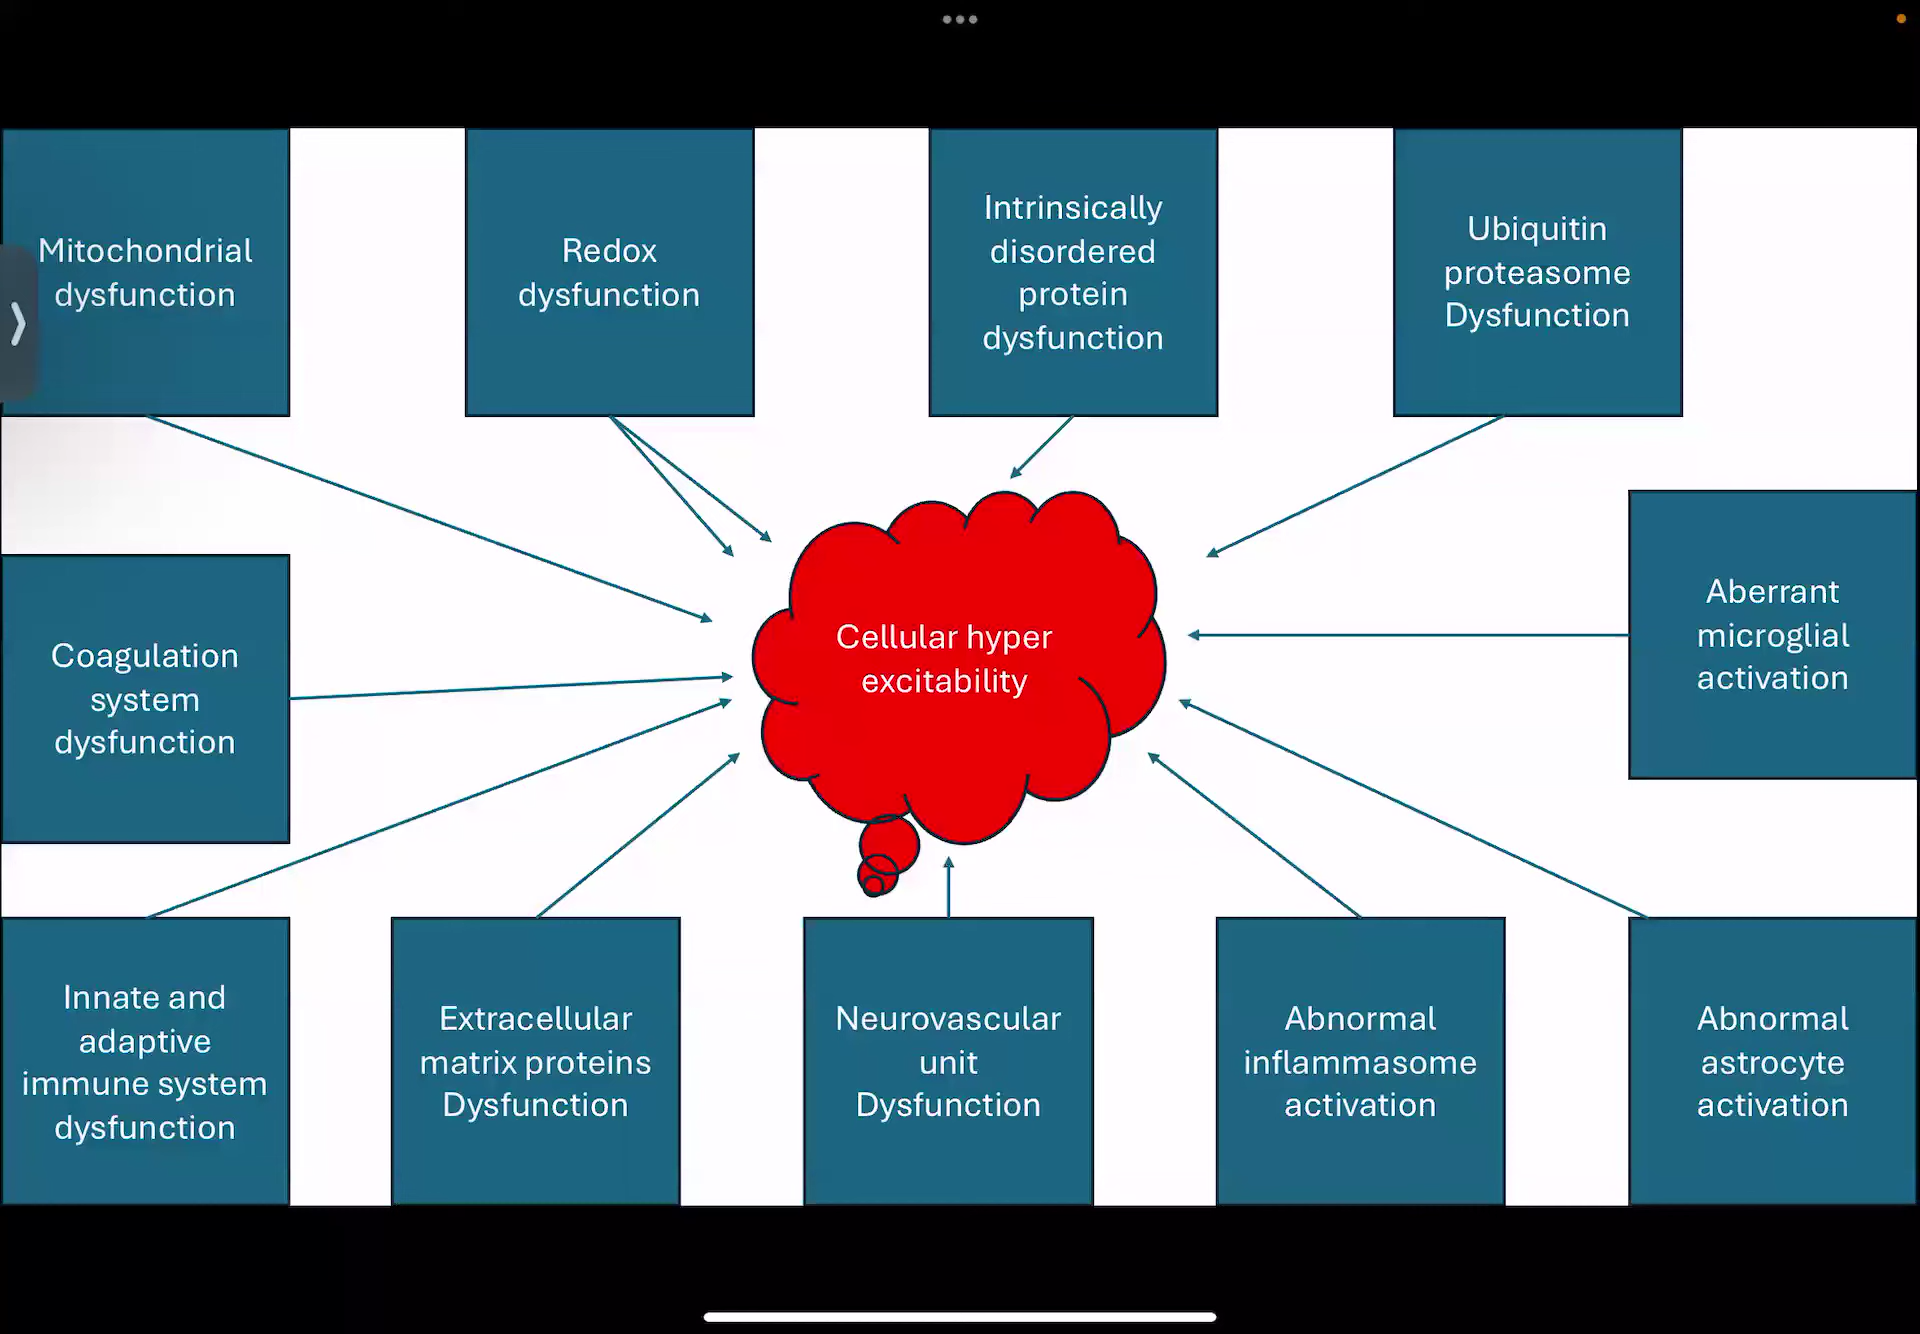 Mitochondrial
dysfunction
Redox
dysfunction
Intrinsically
disordered
protein
dysfunction
Ubiquitin
proteasome
Dysfunction
Coagulation
system
dysfunction
Cellular hyper
excitability
Aberrant
microglial
activation
Innate and
adaptive
immune system
dysfunction
Extracellular
matrix proteins
Dysfunction
Neurovascular
unit
Dysfunction
Abnormal
inflammasome
activation
Abnormal
astrocyte
activation